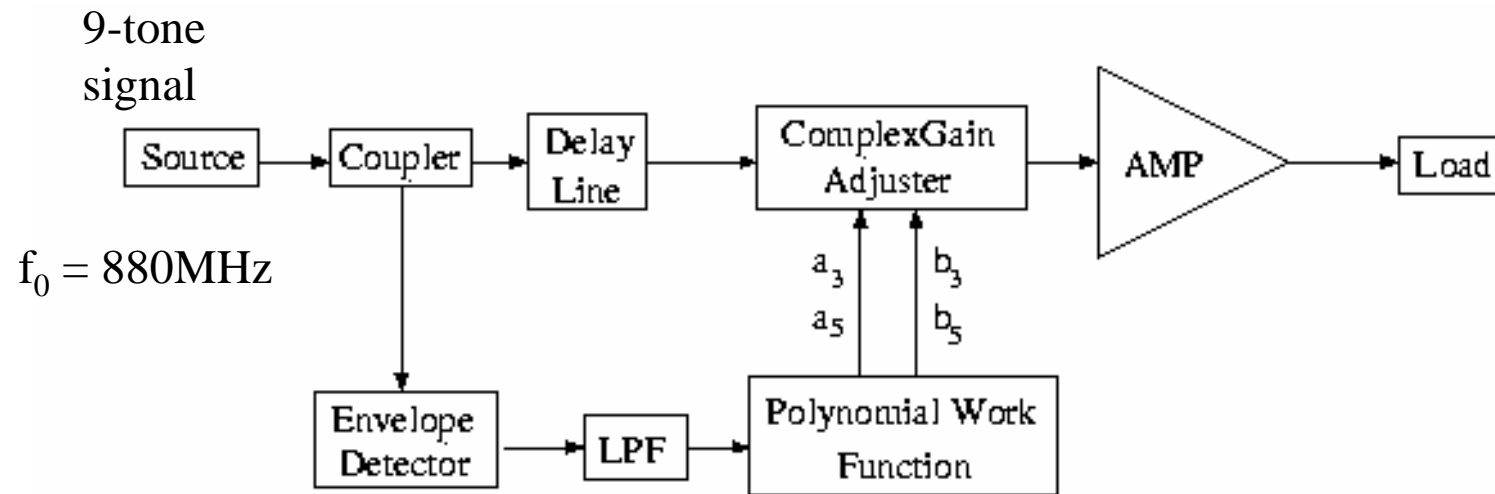 9-tone
signal
Source
Coupler
Delay
Line
ComplexGain
Adjuster
AMP
Load
f₀ = 880MHz
a₃
b₃
a₅
b₅
Envelope
Detector
LPF
Polynomial Work
Function